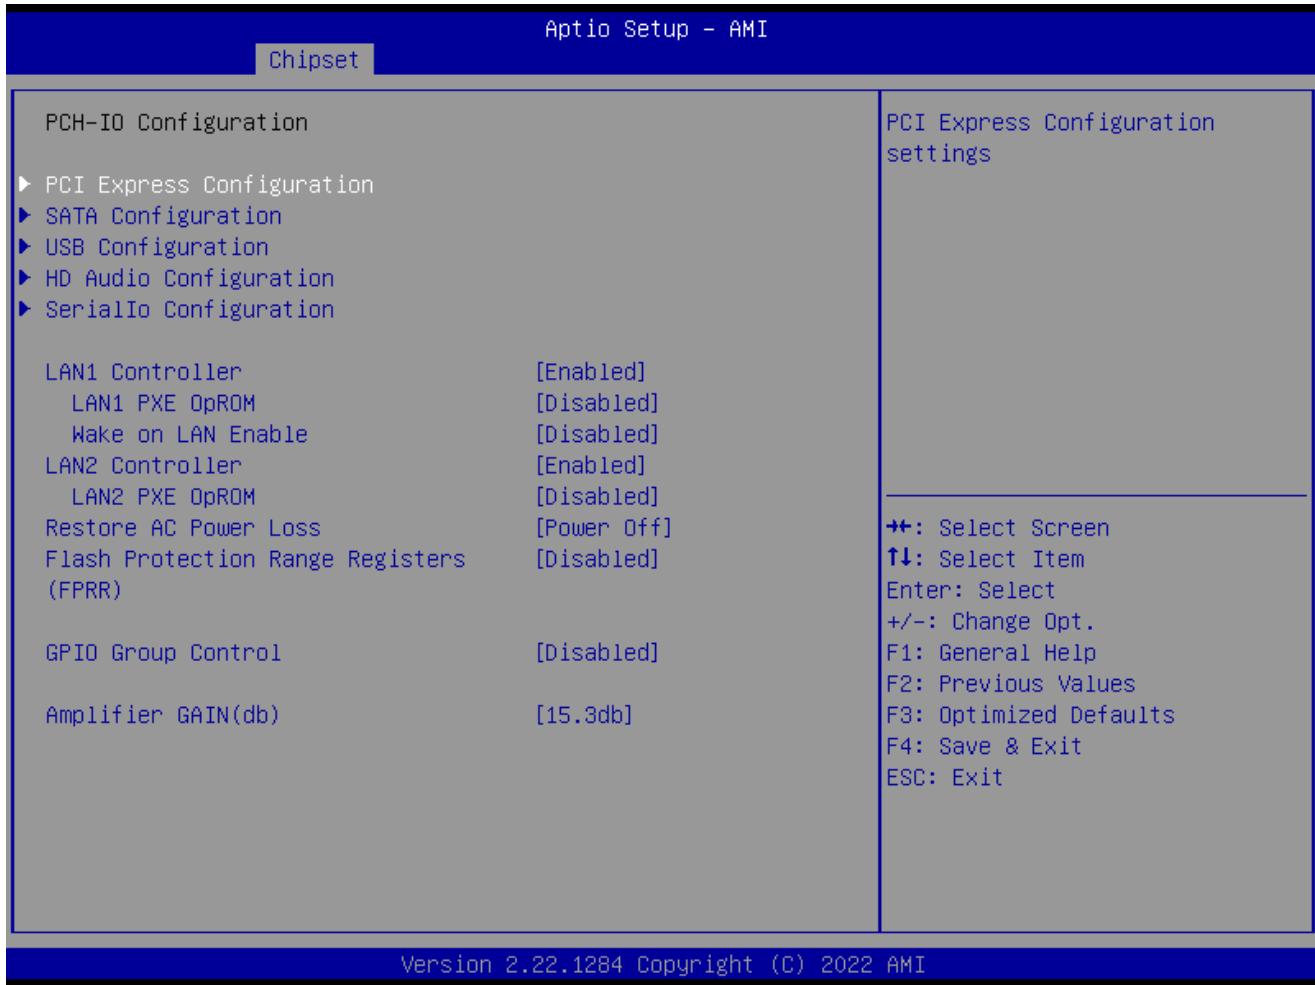 Aptio Setup – AMI
Chipset
PCH-IO Configuration
PCI Express Configuration
SATA Configuration
USB Configuration
HD Audio Configuration
SerialIo Configuration
LAN1 Controller [Enabled]
LAN1 PXE OpROM [Disabled]
Wake on LAN Enable [Disabled]
LAN2 Controller [Enabled]
LAN2 PXE OpROM [Disabled]
Restore AC Power Loss [Power Off]
Flash Protection Range Registers [Disabled]
(FPRR)
GPIO Group Control [Disabled]
Amplifier GAIN(db) [15.3db]
PCI Express Configuration
settings
→←: Select Screen
↑↓: Select Item
Enter: Select
+/-: Change Opt.
F1: General Help
F2: Previous Values
F3: Optimized Defaults
F4: Save & Exit
ESC: Exit
Version 2.22.1284 Copyright (C) 2022 AMI